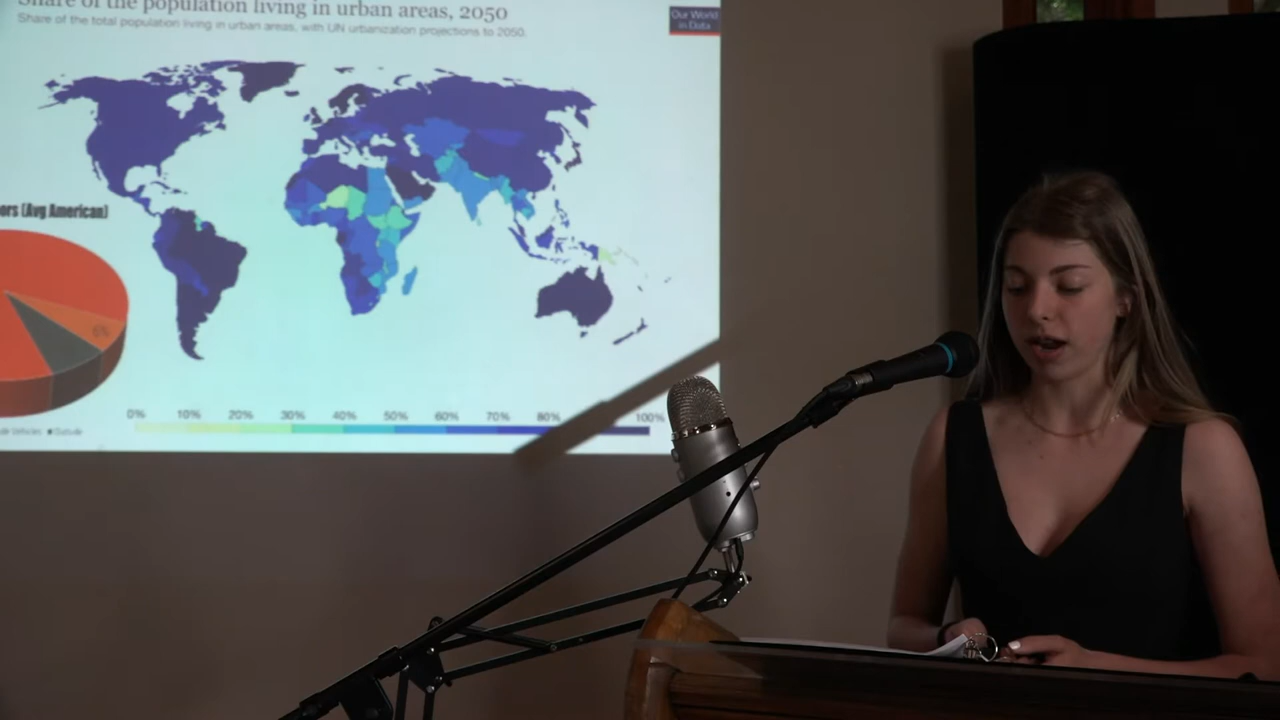 Share of the population living in urban areas, 2050
Share of the total population living in urban areas, with UN urbanization projections to 2050.
Our World
in Data
ors (Avg American)
0% 10% 20% 30% 40% 50% 60% 70% 80% 100%